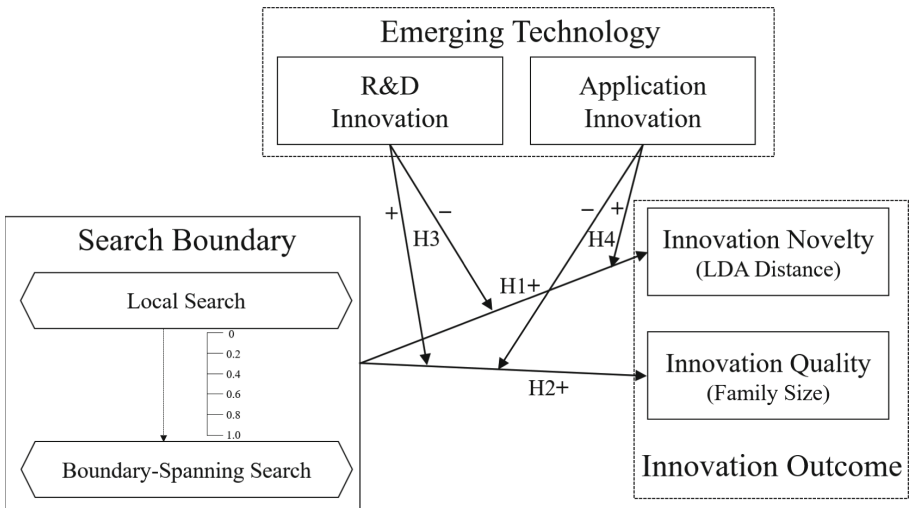 Emerging Technology
R&D
Innovation
Application
Innovation
+
−
H3
−
+
H4
Search Boundary
Local Search
0
0.2
0.4
0.6
0.8
1.0
Boundary-Spanning Search
H1+
H2+
Innovation Novelty
(LDA Distance)
Innovation Quality
(Family Size)
Innovation Outcome